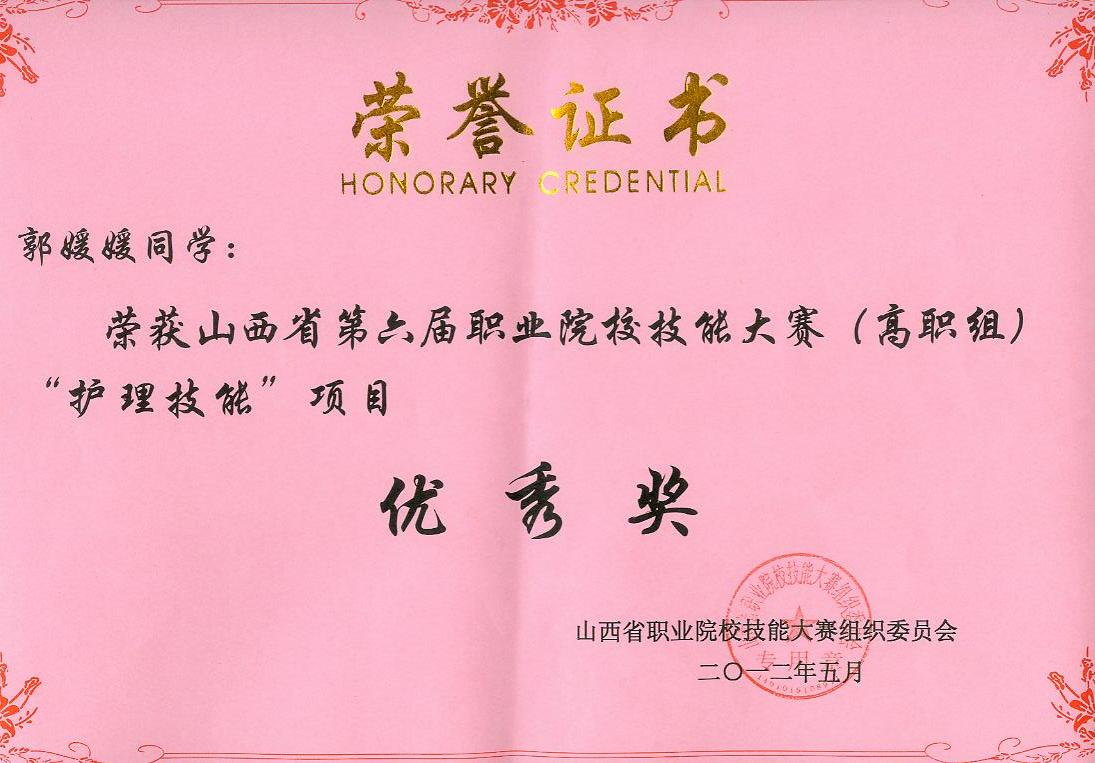 荣誉证书
HONORARY CREDENTIAL
郭媛媛同学：
荣获山西省第六届职业院校技能大赛（高职组）
“护理技能”项目
优秀奖
山西省职业院校技能大赛组织委员会
二〇一二年五月
专用章